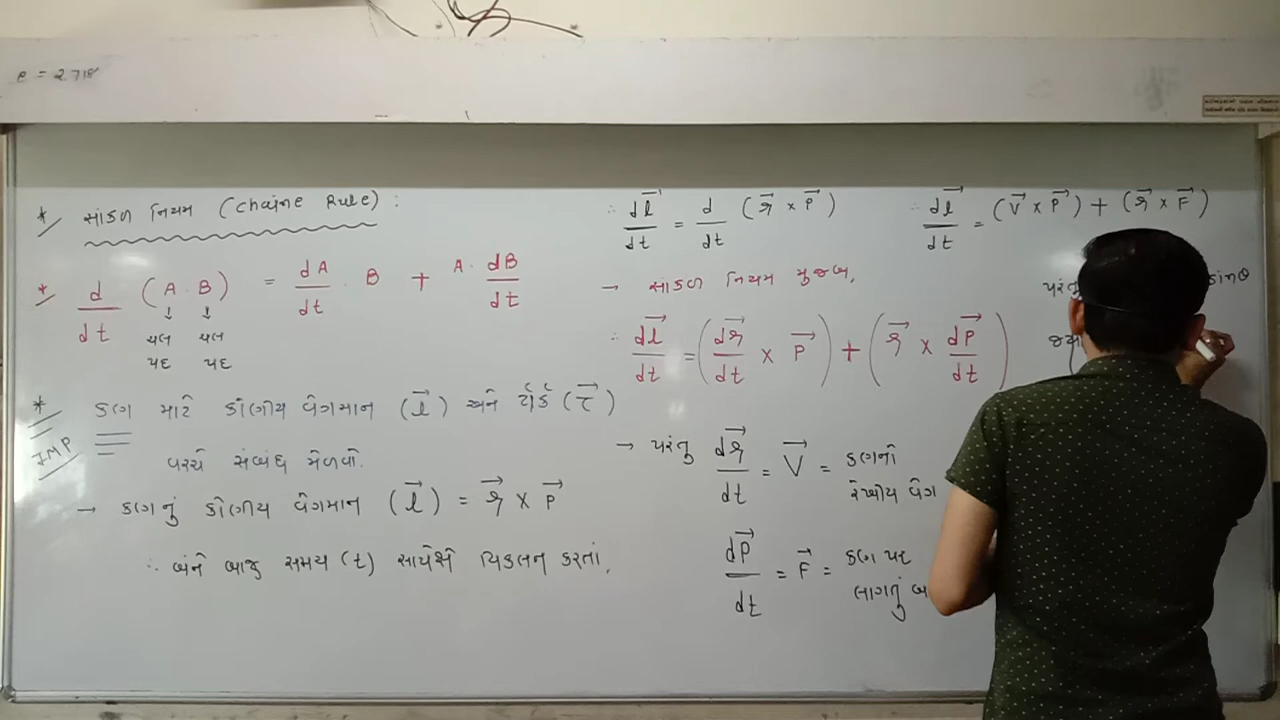 e = 2.718
* સાંકળ નિયમ (Chaine Rule) :
* d/dt (A · B) = dA/dt · B + A · dB/dt
↓ ↓
ચલ ચલ
પદ પદ
* IMP કણ માટે કોણીય વેગમાન (l⃗) અને ટોર્ક (τ⃗)
વચ્ચે સંબંધ મેળવો.
→ કણનું કોણીય વેગમાન (l⃗) = r⃗ × P⃗
∴ બંને બાજુ સમય (t) સાપેક્ષે વિકલન કરતાં,
∴ dl⃗/dt = d/dt (r⃗ × P⃗)
→ સાંકળ નિયમ મુજબ,
∴ dl⃗/dt = (dr⃗/dt × P⃗) + (r⃗ × dP⃗/dt)
→ પરંતુ dr⃗/dt = V⃗ = કણનો
રેખીય વેગ
dP⃗/dt = F⃗ = કણ પર
લાગતું બ
∴ dl⃗/dt = (V⃗ × P⃗) + (r⃗ × F⃗)
પરંતુ